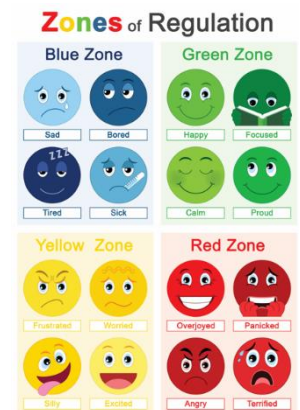 Zones of Regulation
Blue Zone
Sad
Bored
zzz
Tired
Sick
Green Zone
Happy
Focused
Calm
Proud
Yellow Zone
Frustrated
Worried
Silly
Excited
Red Zone
Overjoyed
Panicked
Angry
Terrified